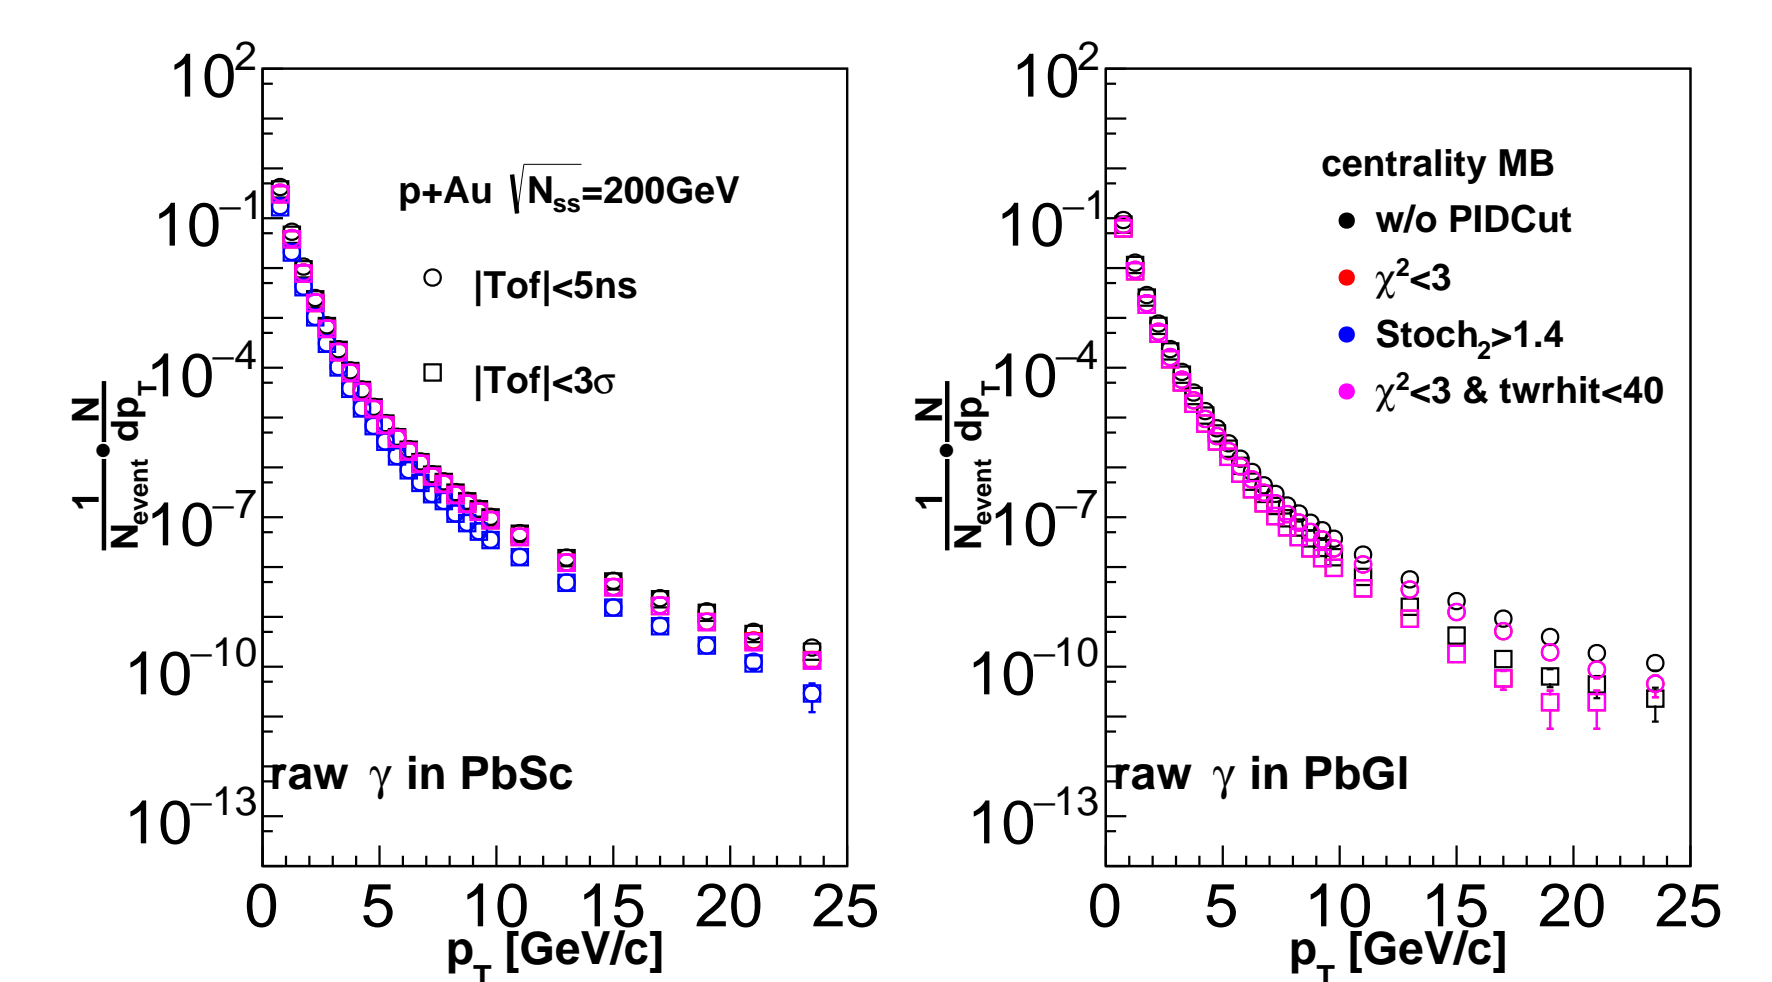 10²
10⁻¹
10⁻⁴
10⁻⁷
10⁻¹⁰
10⁻¹³
1/N_event • N/dp_T
p+Au √N_ss=200GeV
|Tof|<5ns
|Tof|<3σ
raw γ in PbSc
0 5 10 15 20 25
p_T [GeV/c]
10²
10⁻¹
10⁻⁴
10⁻⁷
10⁻¹⁰
10⁻¹³
1/N_event • N/dp_T
centrality MB
w/o PIDCut
χ²<3
Stoch₂>1.4
χ²<3 & twrhit<40
raw γ in PbGl
0 5 10 15 20 25
p_T [GeV/c]